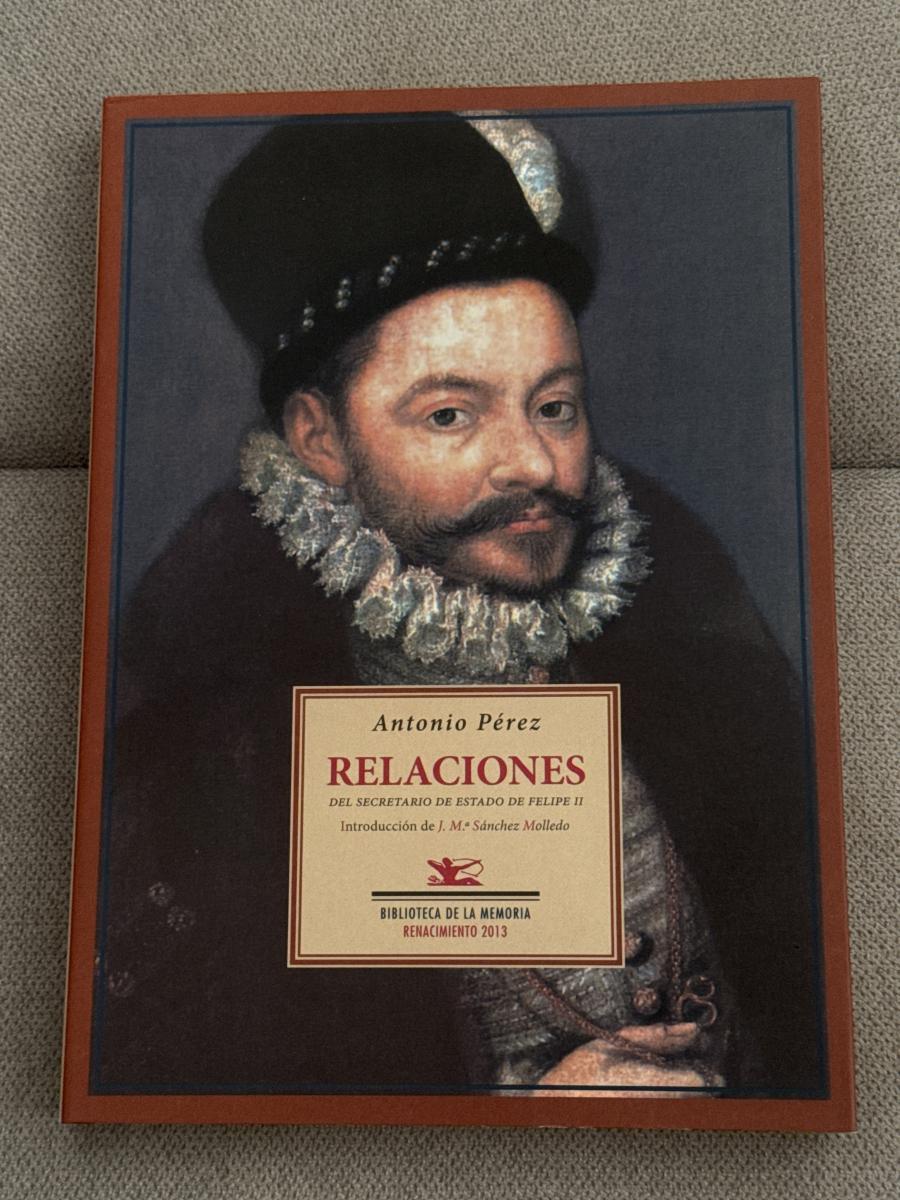 Antonio Pérez
RELACIONES
DEL SECRETARIO DE ESTADO DE FELIPE II
Introducción de J. M.ª Sánchez Molledo
BIBLIOTECA DE LA MEMORIA
RENACIMIENTO 2013